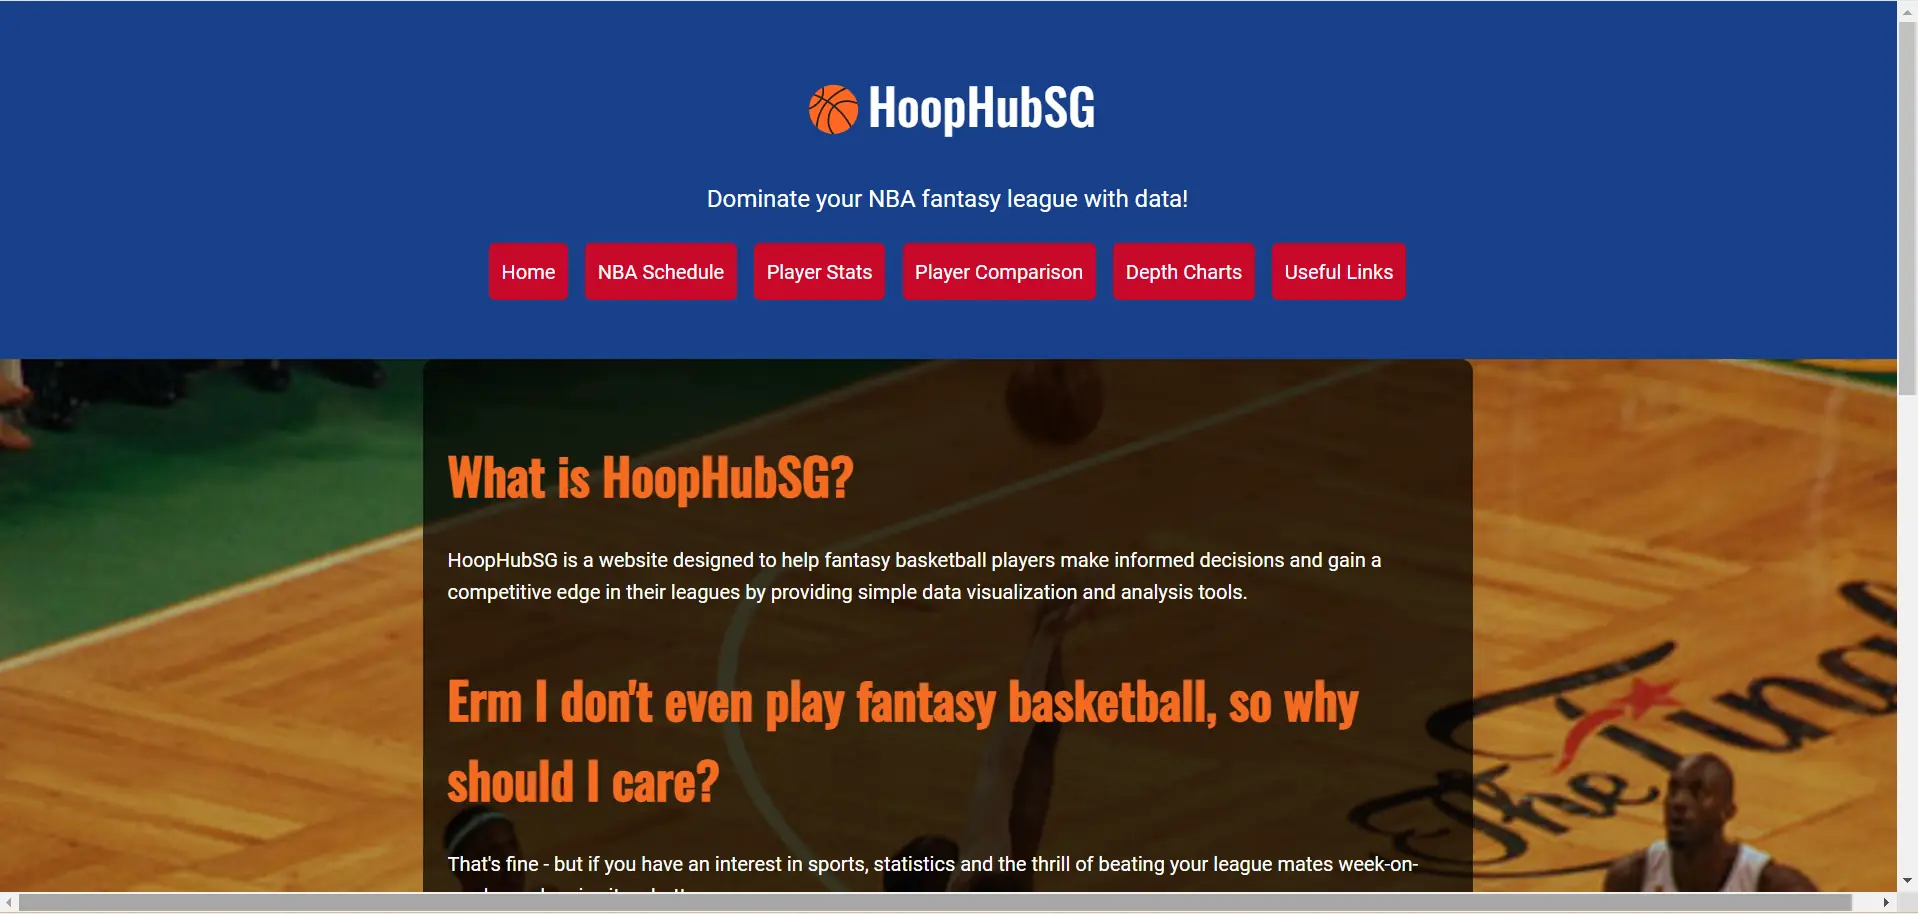 HoopHubSG
Dominate your NBA fantasy league with data!
Home NBA Schedule Player Stats Player Comparison Depth Charts Useful Links
What is HoopHubSG?
HoopHubSG is a website designed to help fantasy basketball players make informed decisions and gain a
competitive edge in their leagues by providing simple data visualization and analysis tools.
Erm I don't even play fantasy basketball, so why
should I care?
The Final
That's fine - but if you have an interest in sports, statistics and the thrill of beating your league mates week-on-